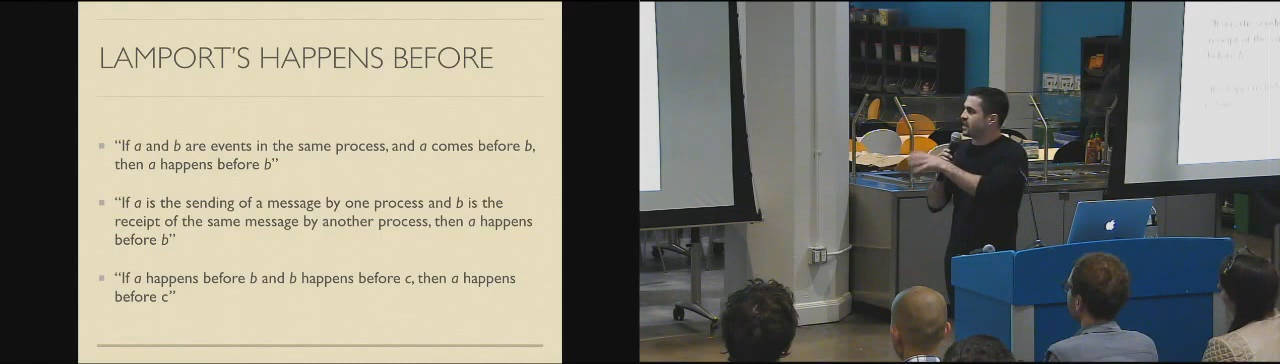 LAMPORT'S HAPPENS BEFORE
“If a and b are events in the same process, and a comes before b,
then a happens before b”
“If a is the sending of a message by one process and b is the
receipt of the same message by another process, then a happens
before b”
“If a happens before b and b happens before c, then a happens
before c”